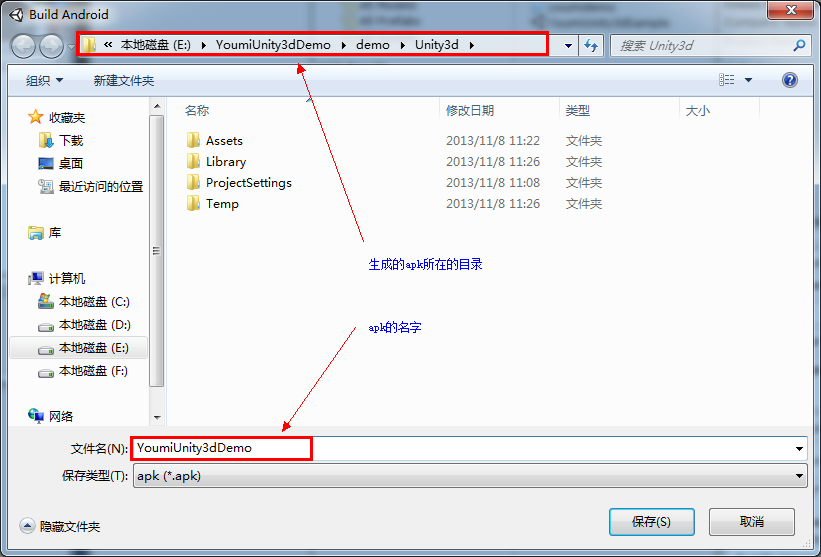 Build Android
« 本地磁盘 (E:) ▸ YoumiUnity3dDemo ▸ demo ▸ Unity3d ▸
搜索 Unity3d
组织 新建文件夹
名称 修改日期 类型 大小
收藏夹
下载
桌面
最近访问的位置
库
计算机
本地磁盘 (C:)
本地磁盘 (D:)
本地磁盘 (E:)
本地磁盘 (F:)
网络
Assets 2013/11/8 11:22 文件夹
Library 2013/11/8 11:26 文件夹
ProjectSettings 2013/11/8 11:08 文件夹
Temp 2013/11/8 11:26 文件夹
生成的apk所在的目录
apk的名字
文件名(N): YoumiUnity3dDemo
保存类型(T): apk (*.apk)
隐藏文件夹 保存(S) 取消